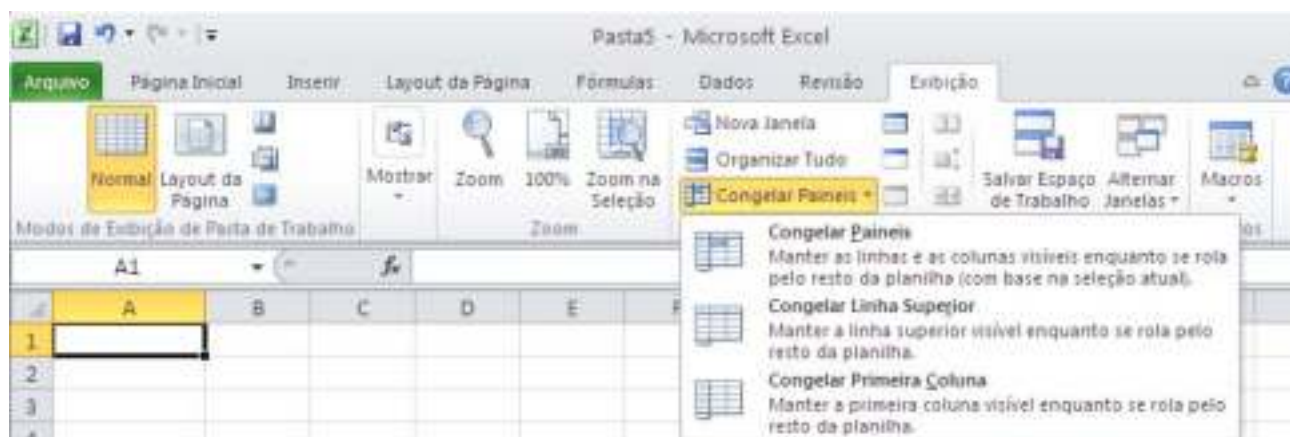 Pasta5 - Microsoft Excel
Arquivo Página Inicial Inserir Layout da Página Fórmulas Dados Revisão Exibição
Normal Layout da Página
Mostrar
Zoom 100% Zoom na Seleção
Nova Janela
Organizar Tudo
Congelar Painéis
Salvar Espaço de Trabalho
Alternar Janelas
Macros
Modos de Exibição de Pasta de Trabalho
Zoom
A1 fx
A B C D E
1
2
3
Congelar Painéis
Manter as linhas e as colunas visíveis enquanto se rola
pelo resto da planilha (com base na seleção atual).
Congelar Linha Superior
Manter a linha superior visível enquanto se rola pelo
resto da planilha.
Congelar Primeira Coluna
Manter a primeira coluna visível enquanto se rola pelo
resto da planilha.